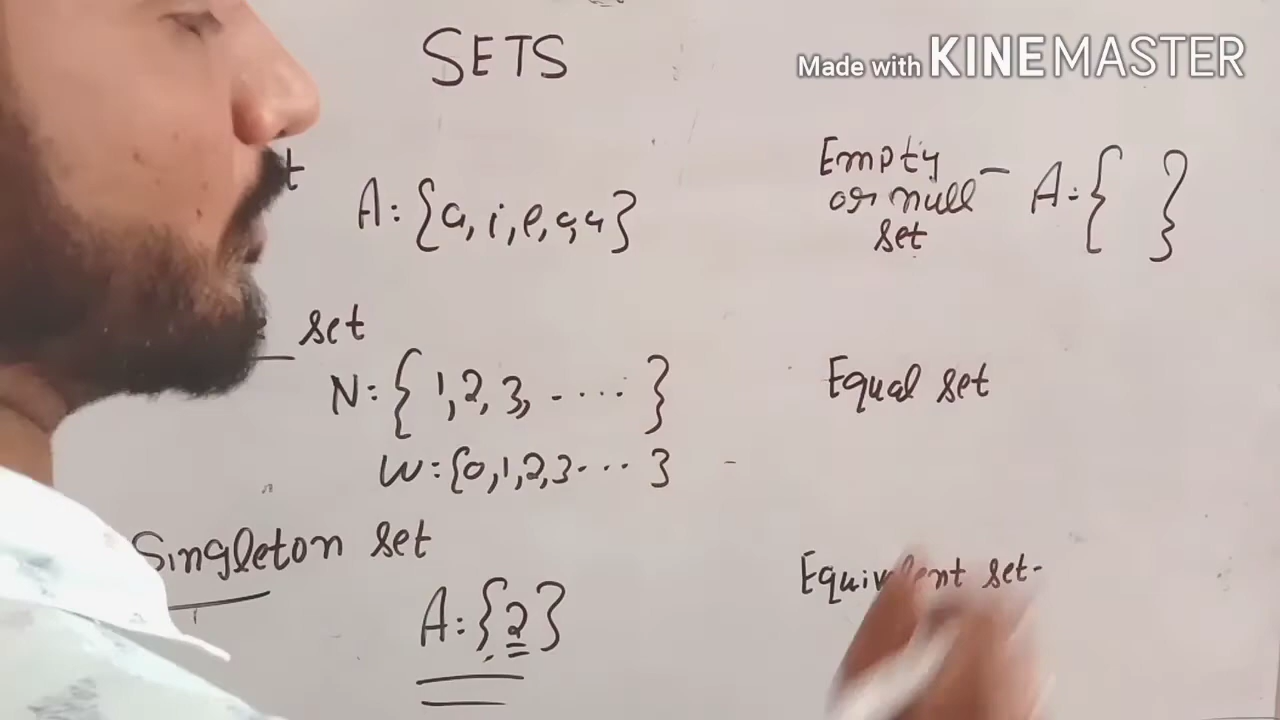 SETS
Made with KINEMASTER
t
A: {a, i, e, o, u}
Empty
or null
set
- A: { }
set
N: { 1, 2, 3, ..... }
W: {0, 1, 2, 3 ... }
Equal set
Singleton set
A: {2}
Equivalent set-